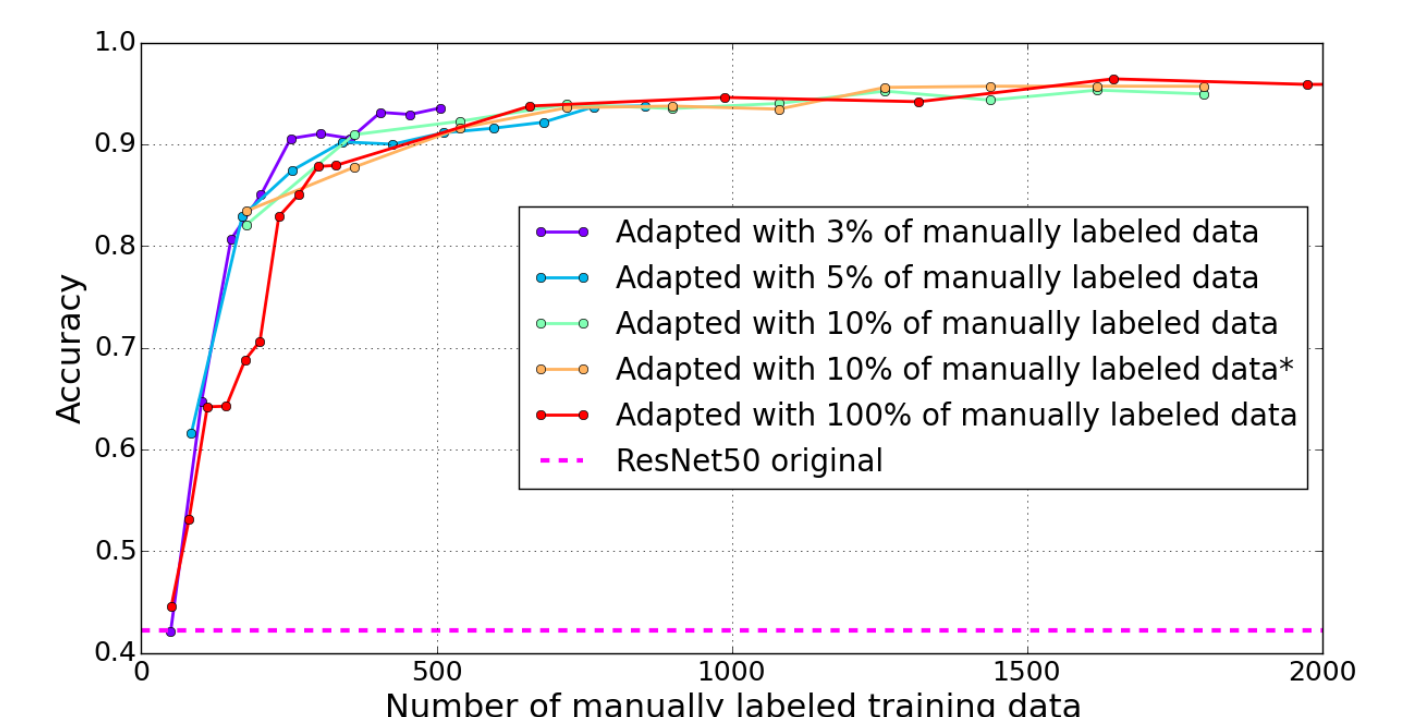 1.0
0.9
0.8
0.7
0.6
0.5
0.4
Accuracy
Adapted with 3% of manually labeled data
Adapted with 5% of manually labeled data
Adapted with 10% of manually labeled data
Adapted with 10% of manually labeled data*
Adapted with 100% of manually labeled data
ResNet50 original
0 500 1000 1500 2000
Number of manually labeled training data